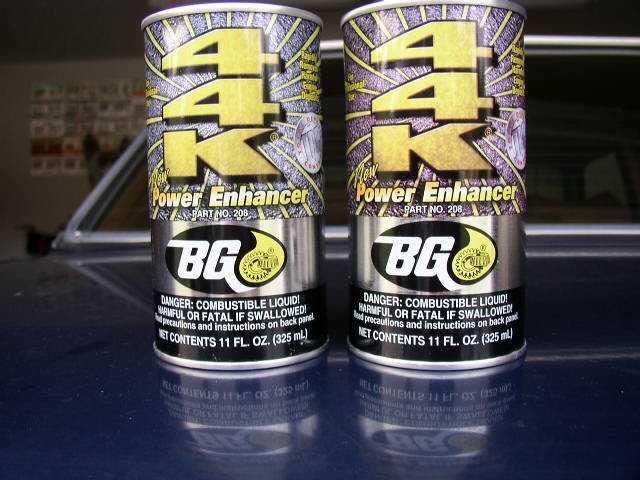 44K®
Now
Power Enhancer
PART NO. 208
BG®
DANGER: COMBUSTIBLE LIQUID!
HARMFUL OR FATAL IF SWALLOWED!
Read precautions and instructions on back panel.
NET CONTENTS 11 FL. OZ. (325 mL)
44K®
Now
Power Enhancer
PART NO. 208
BG®
DANGER: COMBUSTIBLE LIQUID!
HARMFUL OR FATAL IF SWALLOWED!
Read precautions and instructions on back panel.
NET CONTENTS 11 FL. OZ. (325 mL)